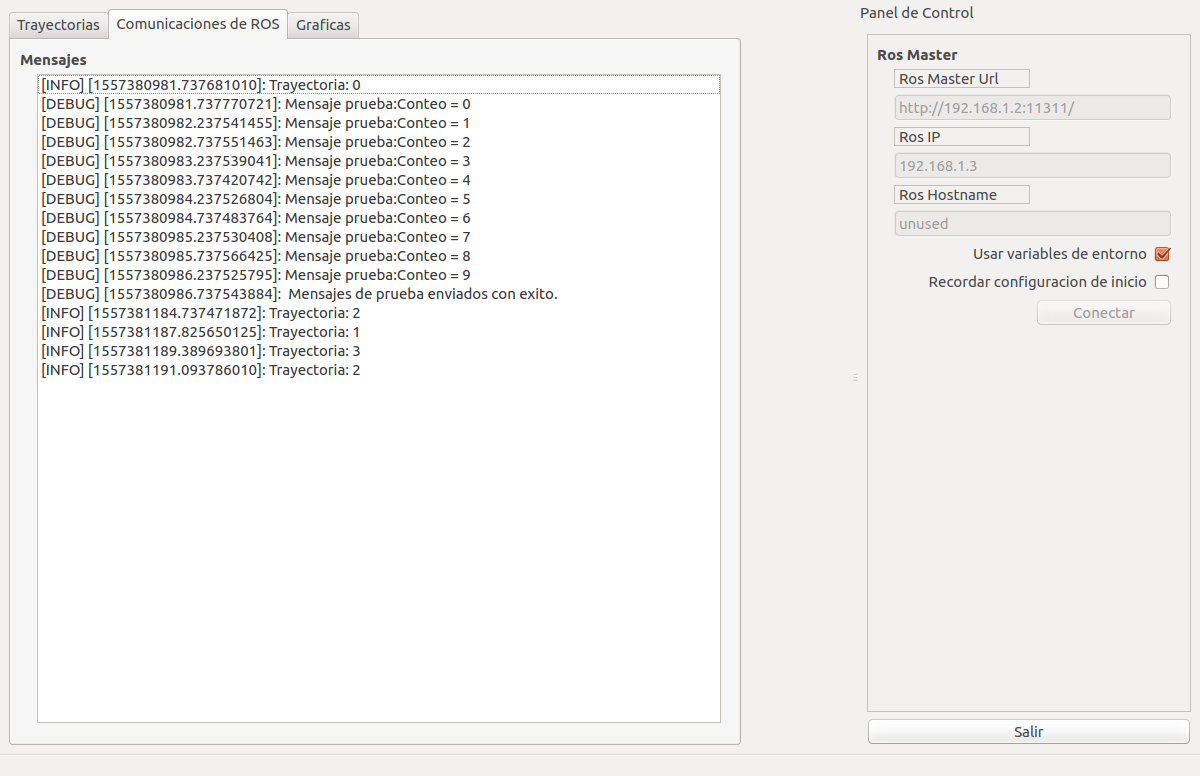 Trayectorias
Comunicaciones de ROS
Graficas
Mensajes
[INFO] [1557380981.737681010]: Trayectoria: 0
[DEBUG] [1557380981.737770721]: Mensaje prueba:Conteo = 0
[DEBUG] [1557380982.237541455]: Mensaje prueba:Conteo = 1
[DEBUG] [1557380982.737551463]: Mensaje prueba:Conteo = 2
[DEBUG] [1557380983.237539041]: Mensaje prueba:Conteo = 3
[DEBUG] [1557380983.737420742]: Mensaje prueba:Conteo = 4
[DEBUG] [1557380984.237526804]: Mensaje prueba:Conteo = 5
[DEBUG] [1557380984.737483764]: Mensaje prueba:Conteo = 6
[DEBUG] [1557380985.237530408]: Mensaje prueba:Conteo = 7
[DEBUG] [1557380985.737566425]: Mensaje prueba:Conteo = 8
[DEBUG] [1557380986.237525795]: Mensaje prueba:Conteo = 9
[DEBUG] [1557380986.737543884]:  Mensajes de prueba enviados con exito.
[INFO] [1557381184.737471872]: Trayectoria: 2
[INFO] [1557381187.825650125]: Trayectoria: 1
[INFO] [1557381189.389693801]: Trayectoria: 3
[INFO] [1557381191.093786010]: Trayectoria: 2
Panel de Control
Ros Master
Ros Master Url
http://192.168.1.2:11311/
Ros IP
192.168.1.3
Ros Hostname
unused
Usar variables de entorno
Recordar configuracion de inicio
Conectar
Salir